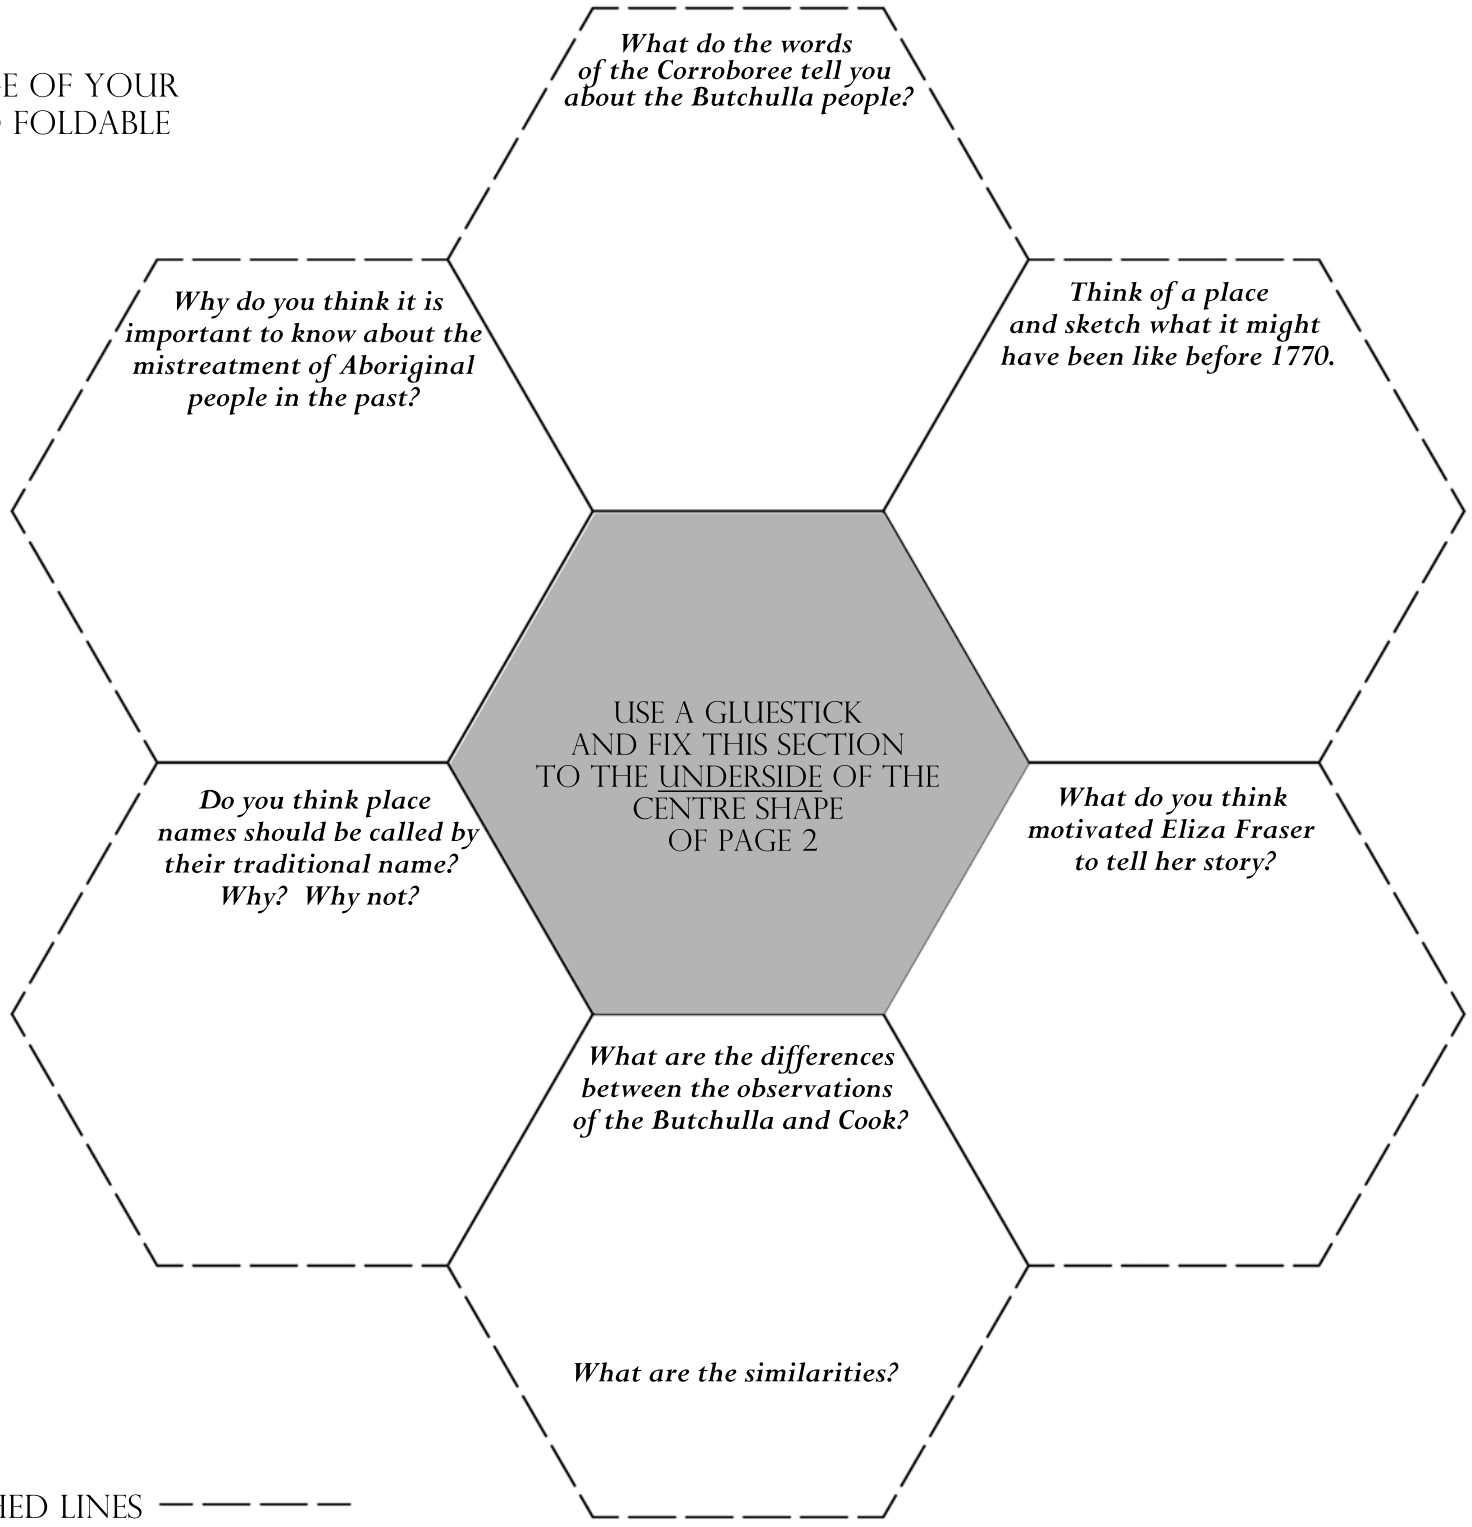 E OF YOUR
FOLDABLE
What do the words
of the Corroboree tell you
about the Butchulla people?
Why do you think it is
important to know about the
mistreatment of Aboriginal
people in the past?
Think of a place
and sketch what it might
have been like before 1770.
USE A GLUESTICK
AND FIX THIS SECTION
TO THE UNDERSIDE OF THE
CENTRE SHAPE
OF PAGE 2
Do you think place
names should be called by
their traditional name?
Why?  Why not?
What do you think
motivated Eliza Fraser
to tell her story?
What are the differences
between the observations
of the Butchulla and Cook?
What are the similarities?
HED LINES